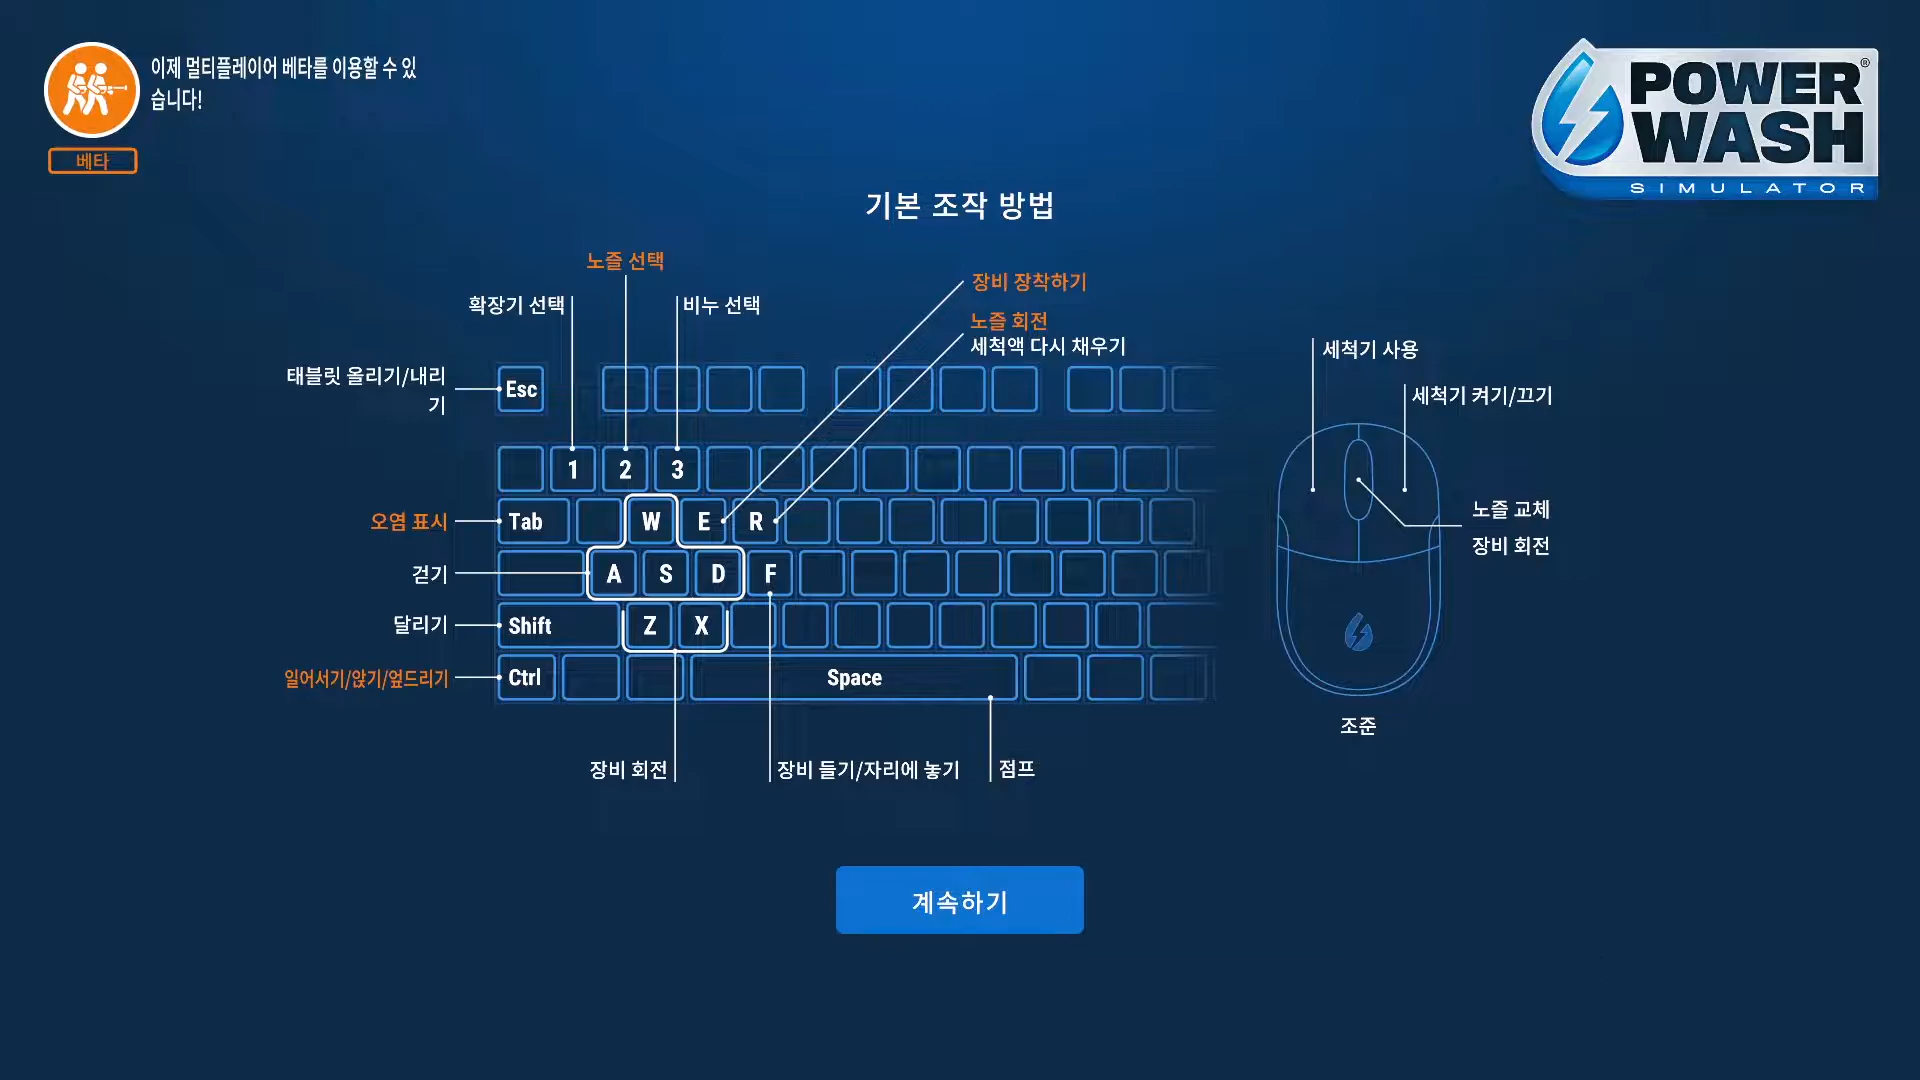 이제 멀티플레이어 베타를 이용할 수 있
습니다!
베타
POWER®
WASH
SIMULATOR
기본 조작 방법
노즐 선택
확장기 선택
비누 선택
장비 장착하기
노즐 회전
세척액 다시 채우기
태블릿 올리기/내리
기
Esc
1 2 3
오염 표시
Tab W E R
걷기
A S D F
달리기
Shift Z X
일어서기/앉기/엎드리기
Ctrl Space
장비 회전
장비 들기/자리에 놓기
점프
세척기 사용
세척기 켜기/끄기
노즐 교체
장비 회전
조준
계속하기